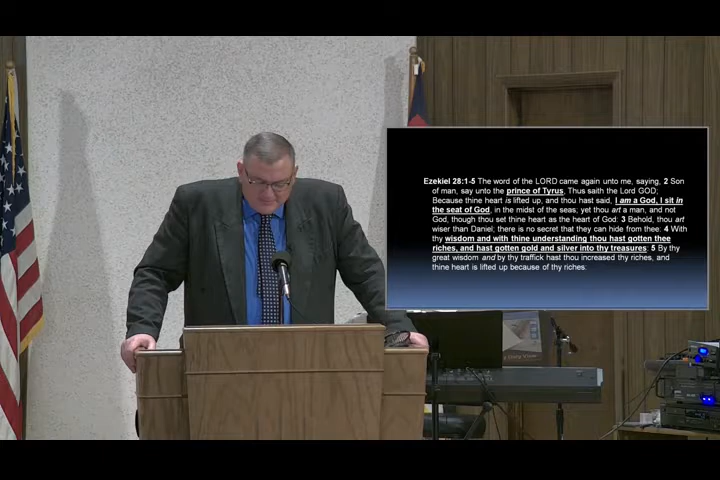 Ezekiel 28:1-5 The word of the LORD came again unto me, saying, 2 Son
of man, say unto the prince of Tyrus, Thus saith the Lord GOD;
Because thine heart is lifted up, and thou hast said, I am a God, I sit in
the seat of God, in the midst of the seas; yet thou art a man, and not
God, though thou set thine heart as the heart of God: 3 Behold, thou art
wiser than Daniel; there is no secret that they can hide from thee: 4 With
thy wisdom and with thine understanding thou hast gotten thee
riches, and hast gotten gold and silver into thy treasures: 5 By thy
great wisdom and by thy traffick hast thou increased thy riches, and
thine heart is lifted up because of thy riches: